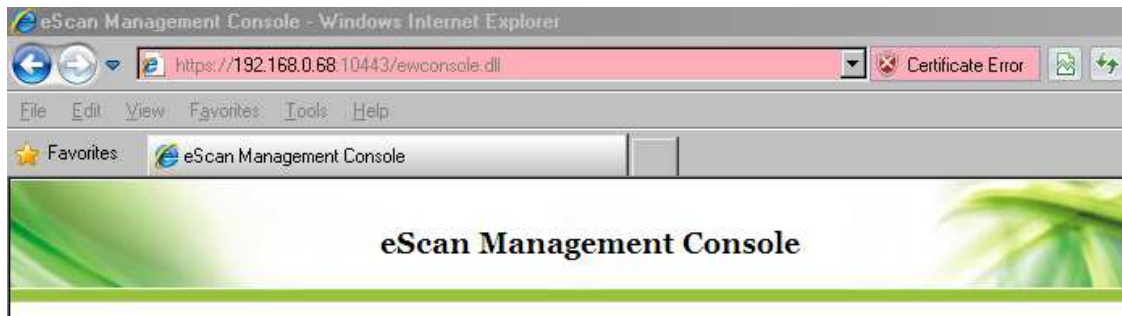 eScan Management Console - Windows Internet Explorer
https://192.168.0.68:10443/ewconsole.dll
Certificate Error
File Edit View Favorites Tools Help
Favorites
eScan Management Console
eScan Management Console